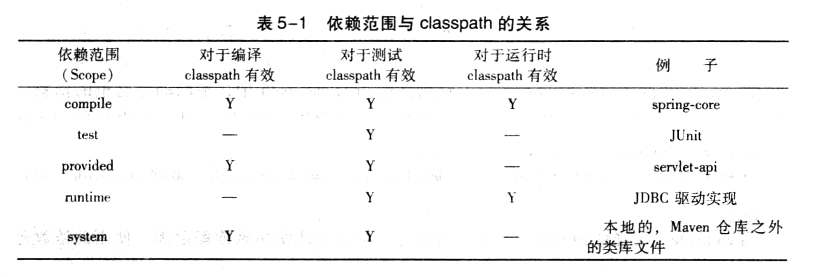 表5-1 依赖范围与 classpath 的关系
依赖范围 (Scope) 对于编译 classpath 有效 对于测试 classpath 有效 对于运行时 classpath 有效 例 子
compile Y Y Y spring-core
test — Y — JUnit
provided Y Y — servlet-api
runtime — Y Y JDBC 驱动实现
system Y Y — 本地的，Maven 仓库之外的类库文件